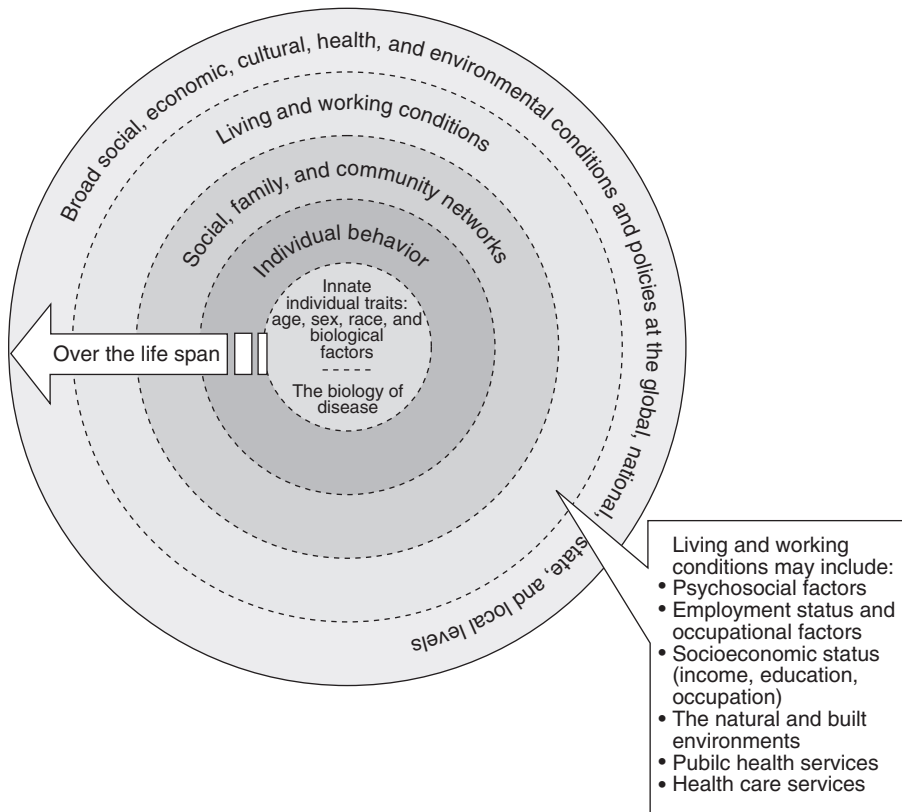 Broad social, economic, cultural, health, and environmental conditions and policies at the global, national, state, and local levels
Living and working conditions
Social, family, and community networks
Individual behavior
Innate
individual traits:
age, sex, race, and
biological
factors
The biology of
disease
Over the life span
Living and working
conditions may include:
• Psychosocial factors
• Employment status and
occupational factors
• Socioeconomic status
(income, education,
occupation)
• The natural and built
environments
• Pubilc health services
• Health care services